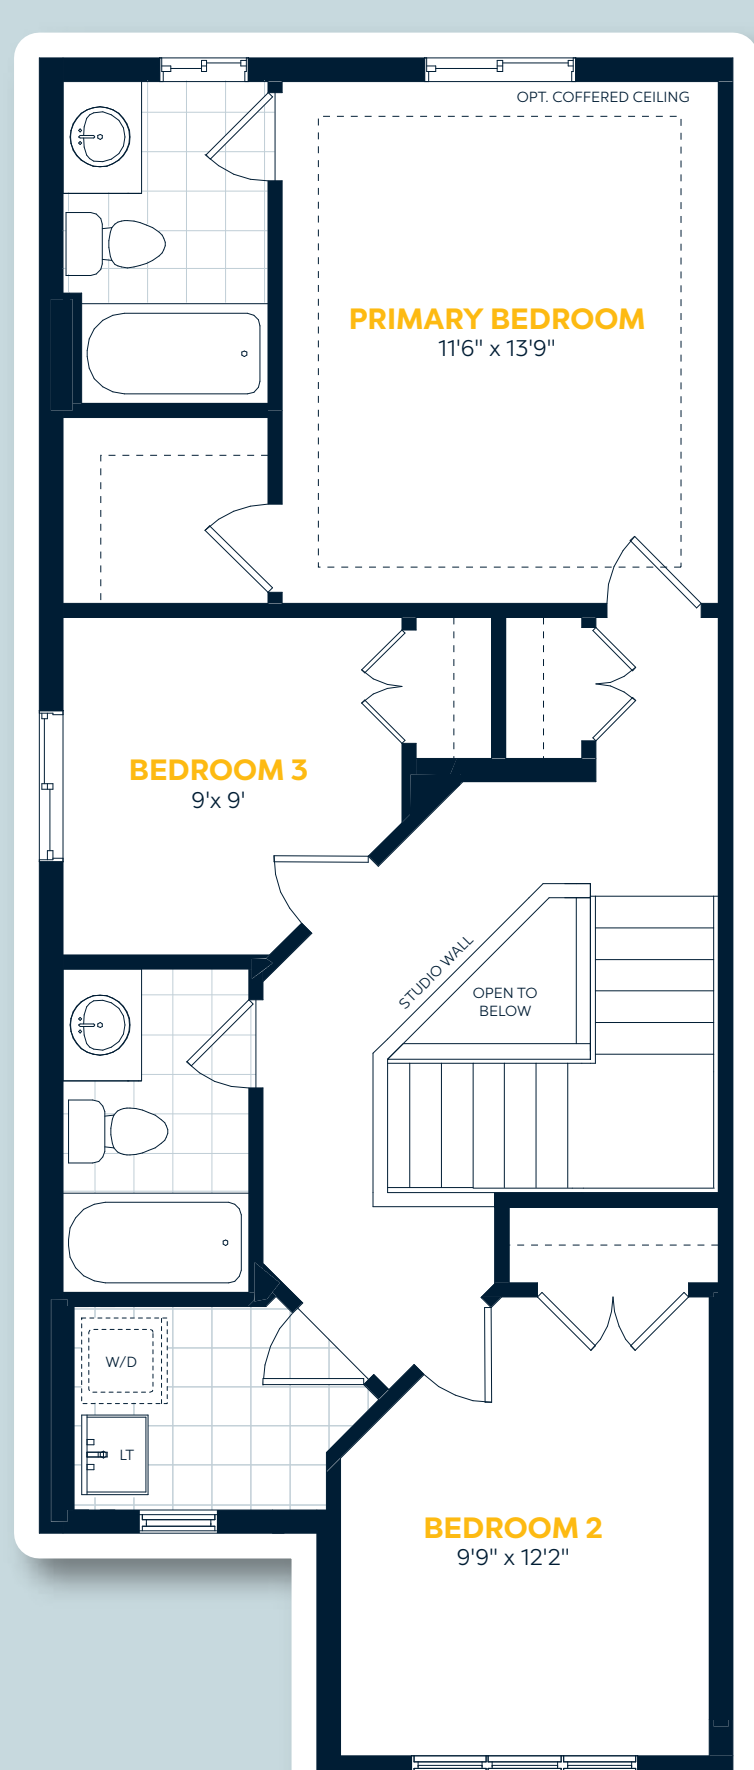 OPT. COFFERED CEILING
PRIMARY BEDROOM
11'6" x 13'9"
BEDROOM 3
9'x 9'
STUDIO WALL
OPEN TO
BELOW
W/D
LT
BEDROOM 2
9'9" x 12'2"